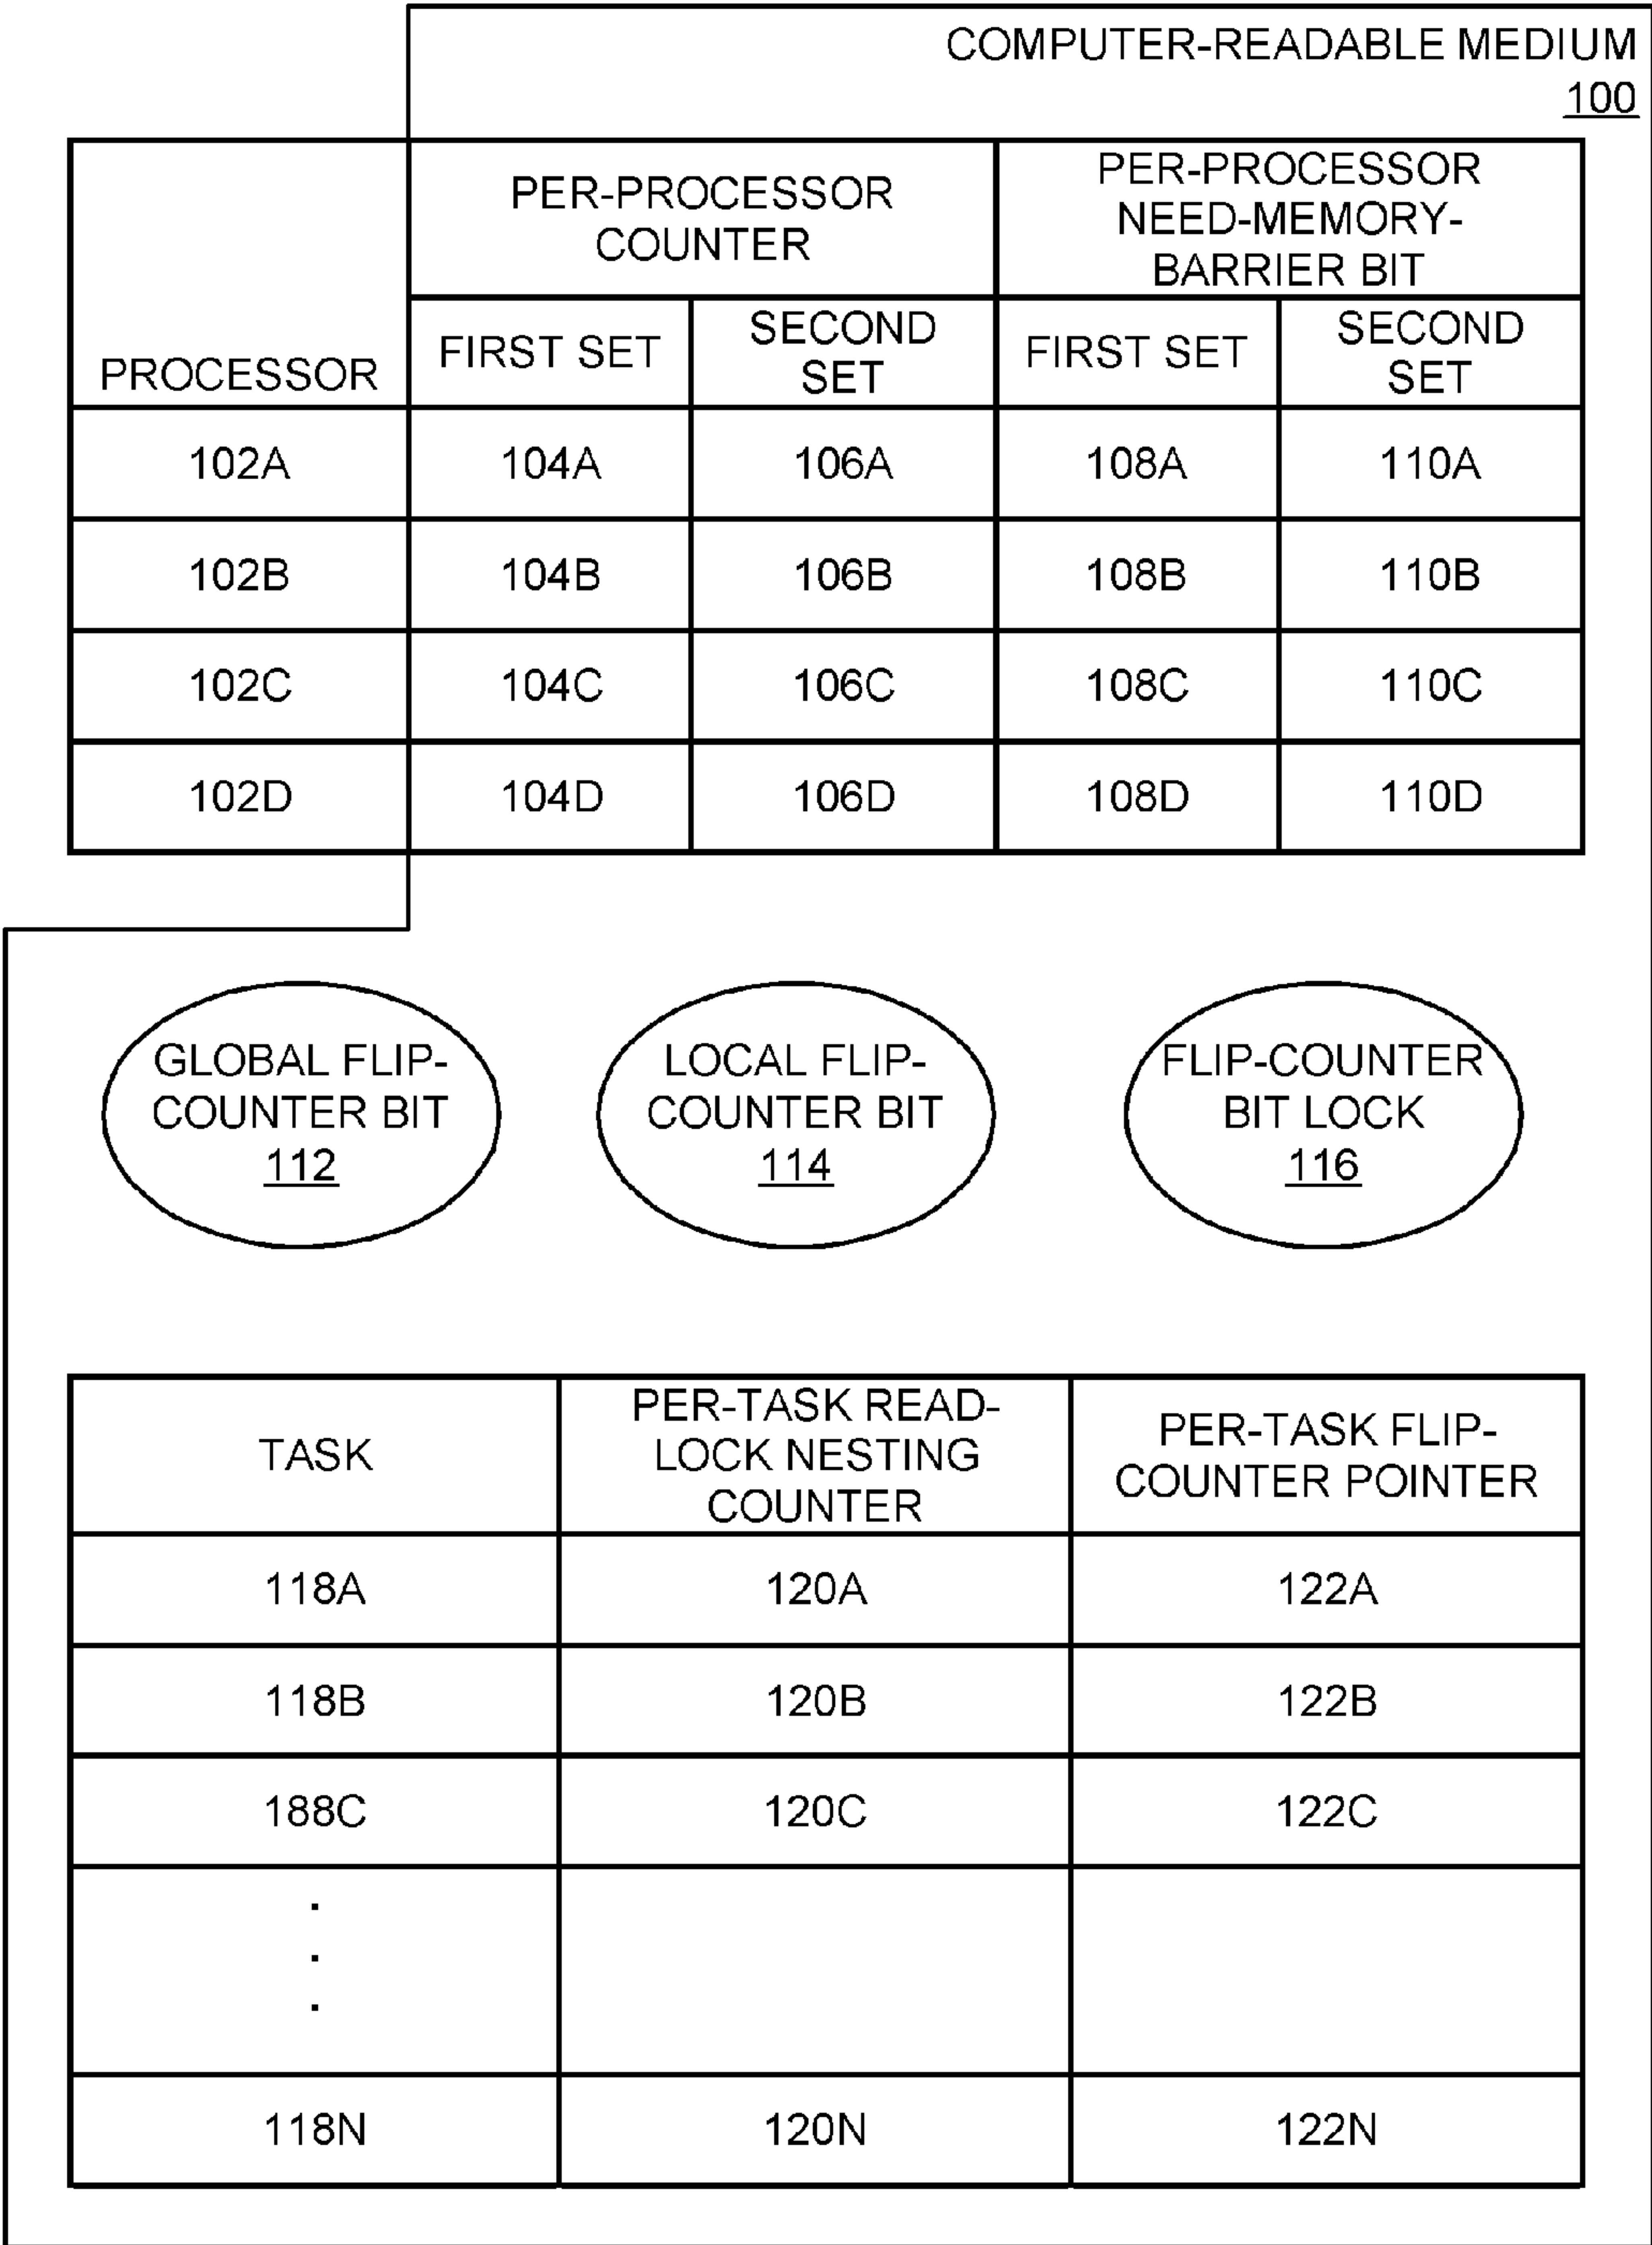 COMPUTER-READABLE MEDIUM
100
PER-PROCESSOR
COUNTER
PER-PROCESSOR
NEED-MEMORY-
BARRIER BIT
PROCESSOR
FIRST SET
SECOND
SET
FIRST SET
SECOND
SET
102A 104A 106A 108A 110A
102B 104B 106B 108B 110B
102C 104C 106C 108C 110C
102D 104D 106D 108D 110D
GLOBAL FLIP-
COUNTER BIT
112
LOCAL FLIP-
COUNTER BIT
114
FLIP-COUNTER
BIT LOCK
116
TASK
PER-TASK READ-
LOCK NESTING
COUNTER
PER-TASK FLIP-
COUNTER POINTER
118A 120A 122A
118B 120B 122B
188C 120C 122C
.
.
.
118N 120N 122N